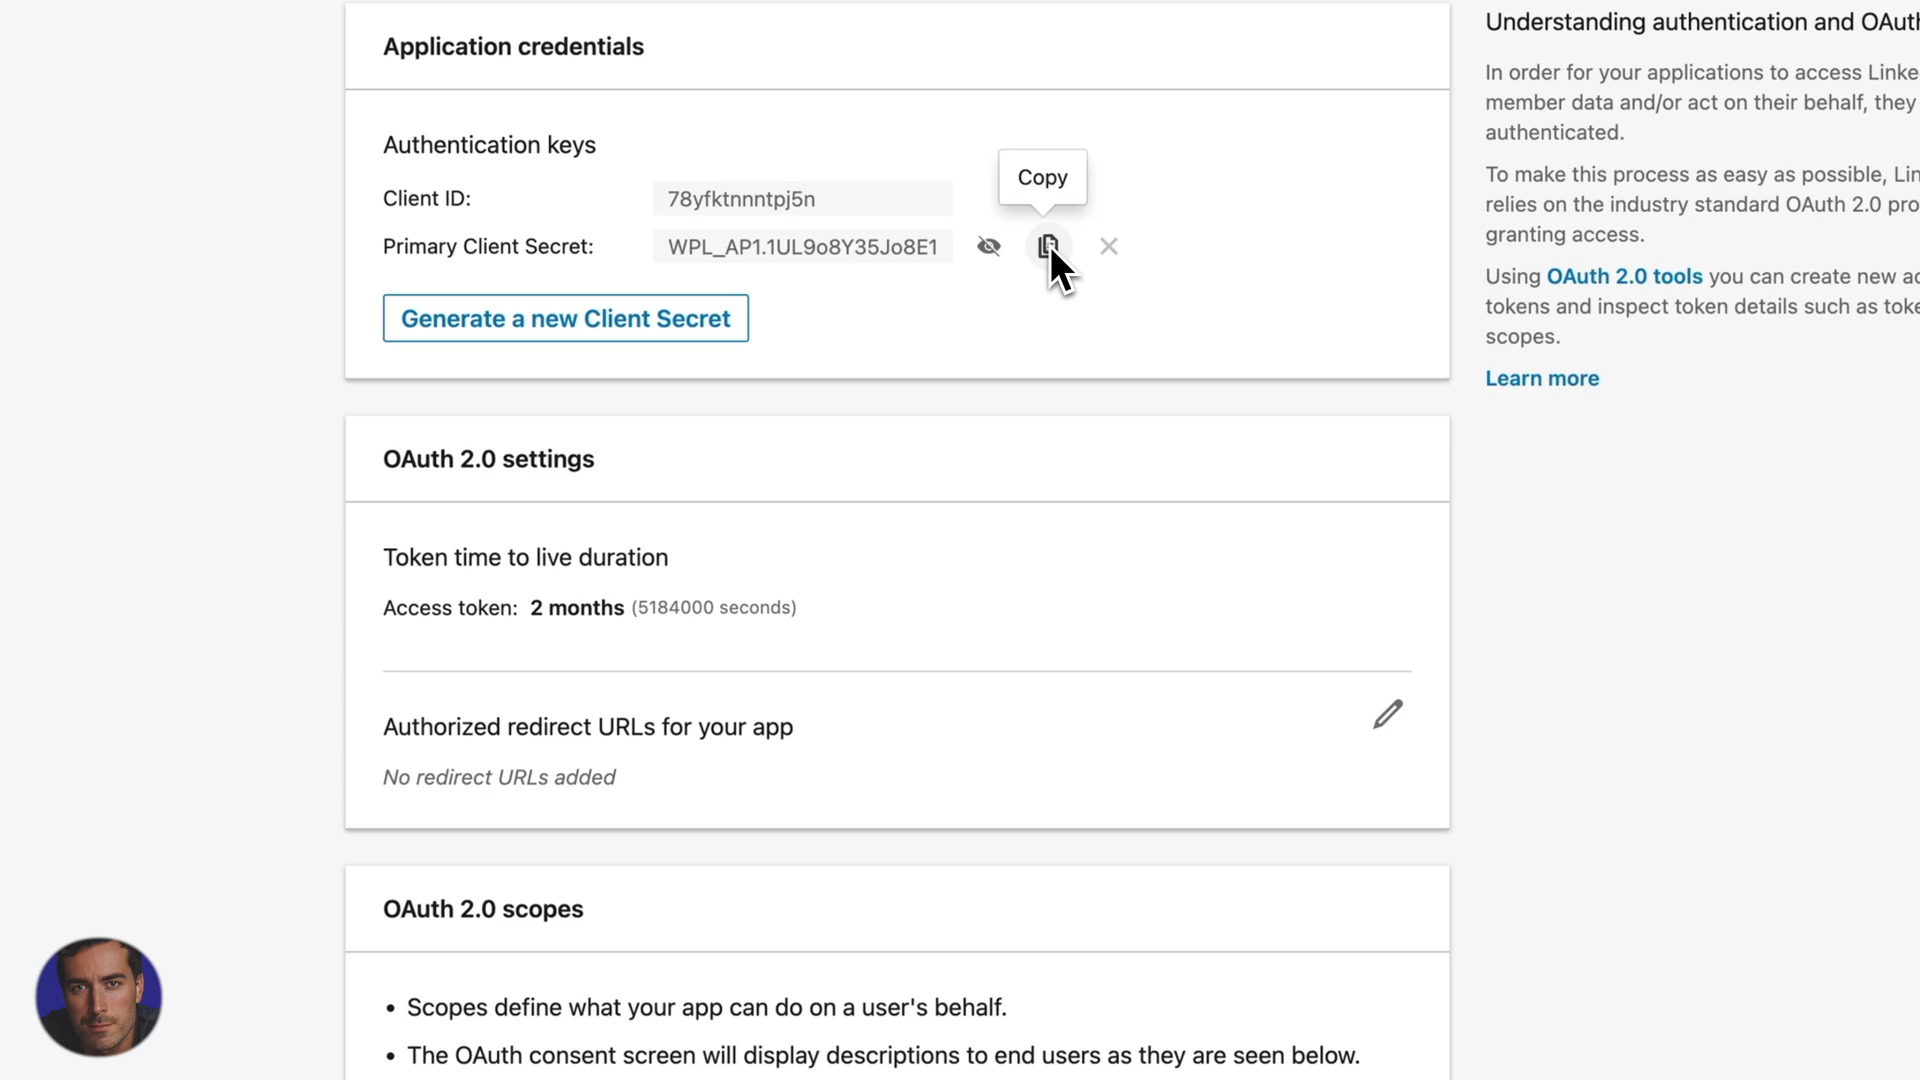 Application credentials
Authentication keys
Client ID: 78yfktnnntpj5n
Primary Client Secret: WPL_AP1.1UL9o8Y35Jo8E1
Copy
Generate a new Client Secret
OAuth 2.0 settings
Token time to live duration
Access token: 2 months (5184000 seconds)
Authorized redirect URLs for your app
No redirect URLs added
OAuth 2.0 scopes
• Scopes define what your app can do on a user's behalf.
• The OAuth consent screen will display descriptions to end users as they are seen below.
Understanding authentication and OAuth
In order for your applications to access Linke
member data and/or act on their behalf, they
authenticated.
To make this process as easy as possible, Lin
relies on the industry standard OAuth 2.0 pro
granting access.
Using OAuth 2.0 tools you can create new ac
tokens and inspect token details such as toke
scopes.
Learn more